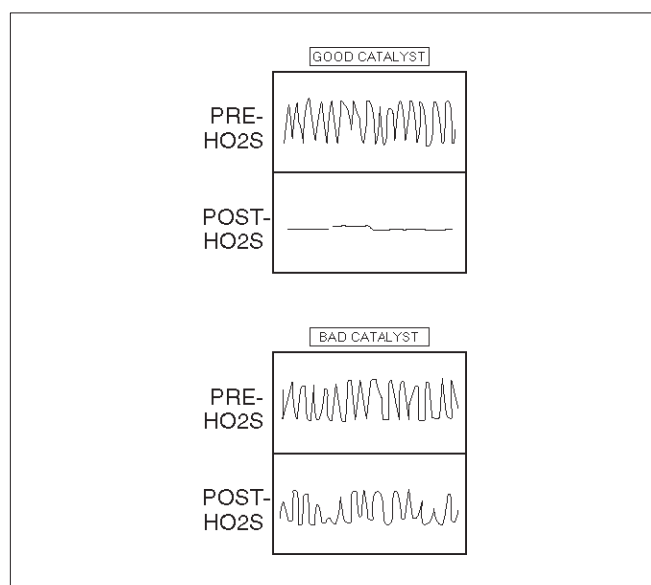 GOOD CATALYST
PRE-
HO2S
POST-
HO2S
BAD CATALYST
PRE-
HO2S
POST-
HO2S